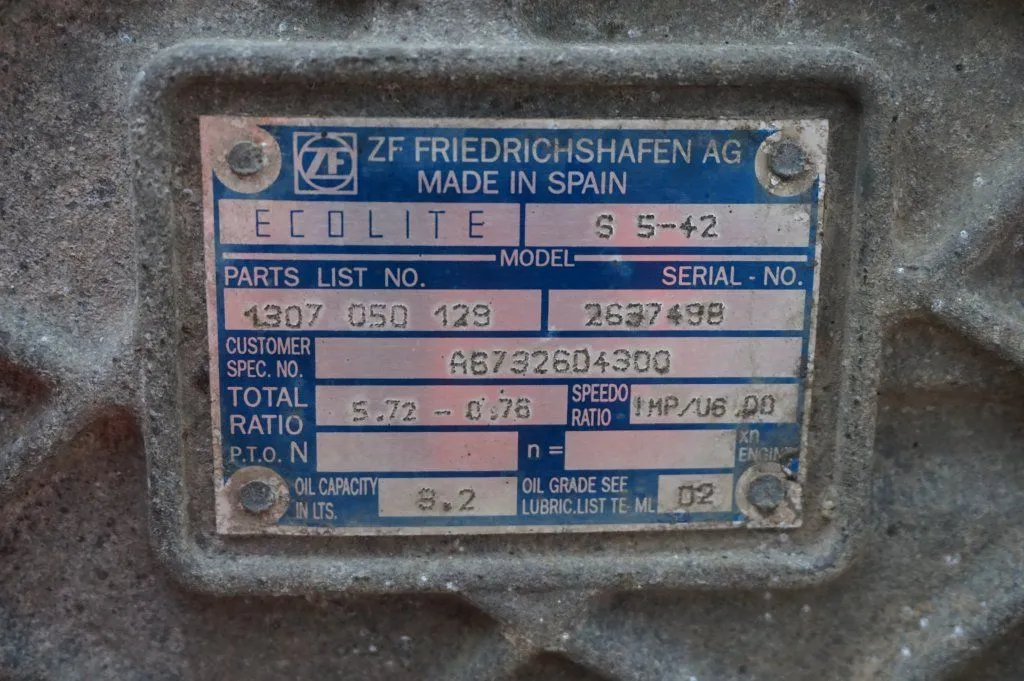 ZF
ZF FRIEDRICHSHAFEN AG
MADE IN SPAIN
ECOLITE S 5-42
MODEL
PARTS LIST NO. SERIAL - NO.
1307 050 129 2637498
CUSTOMER SPEC. NO. A6732604300
TOTAL RATIO 5.72 - 0.76 SPEEDO RATIO IMP/U6.00
P.T.O. N n = xn ENGINE
OIL CAPACITY IN LTS. OIL GRADE SEE LUBRIC.LIST TE-ML 02